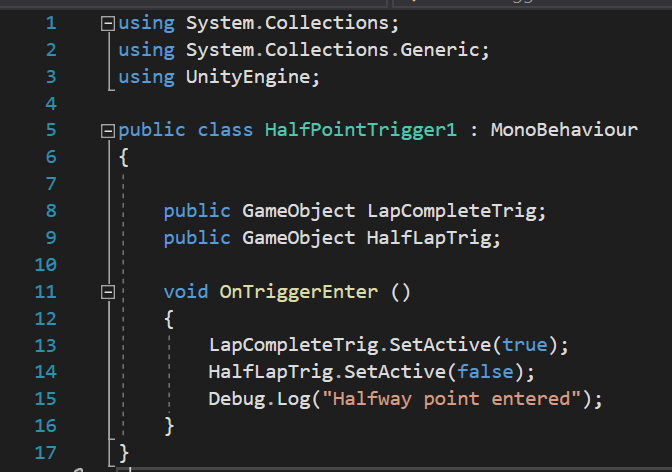 1 using System.Collections;
2 using System.Collections.Generic;
3 using UnityEngine;
4
5 public class HalfPointTrigger1 : MonoBehaviour
6 {
7
8 public GameObject LapCompleteTrig;
9 public GameObject HalfLapTrig;
10
11 void OnTriggerEnter ()
12 {
13 LapCompleteTrig.SetActive(true);
14 HalfLapTrig.SetActive(false);
15 Debug.Log("Halfway point entered");
16 }
17 }